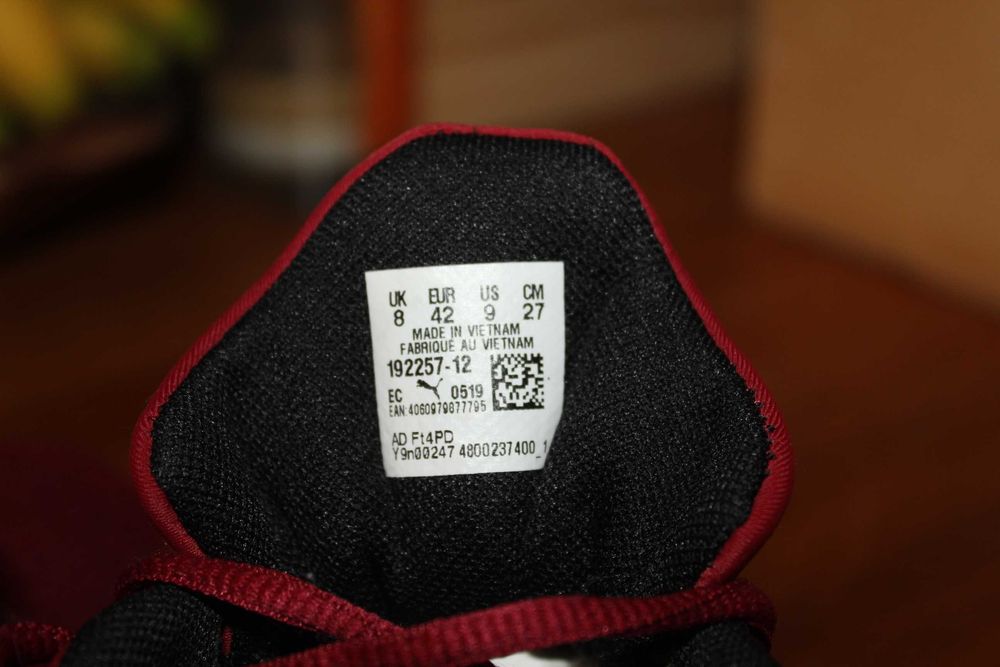 UK EUR US CM
8 42 9 27
MADE IN VIETNAM
FABRIQUE AU VIETNAM
192257-12
EC 0519
EAN:4060979877795
AD Ft4PD
Y9n00247 4800237400_1